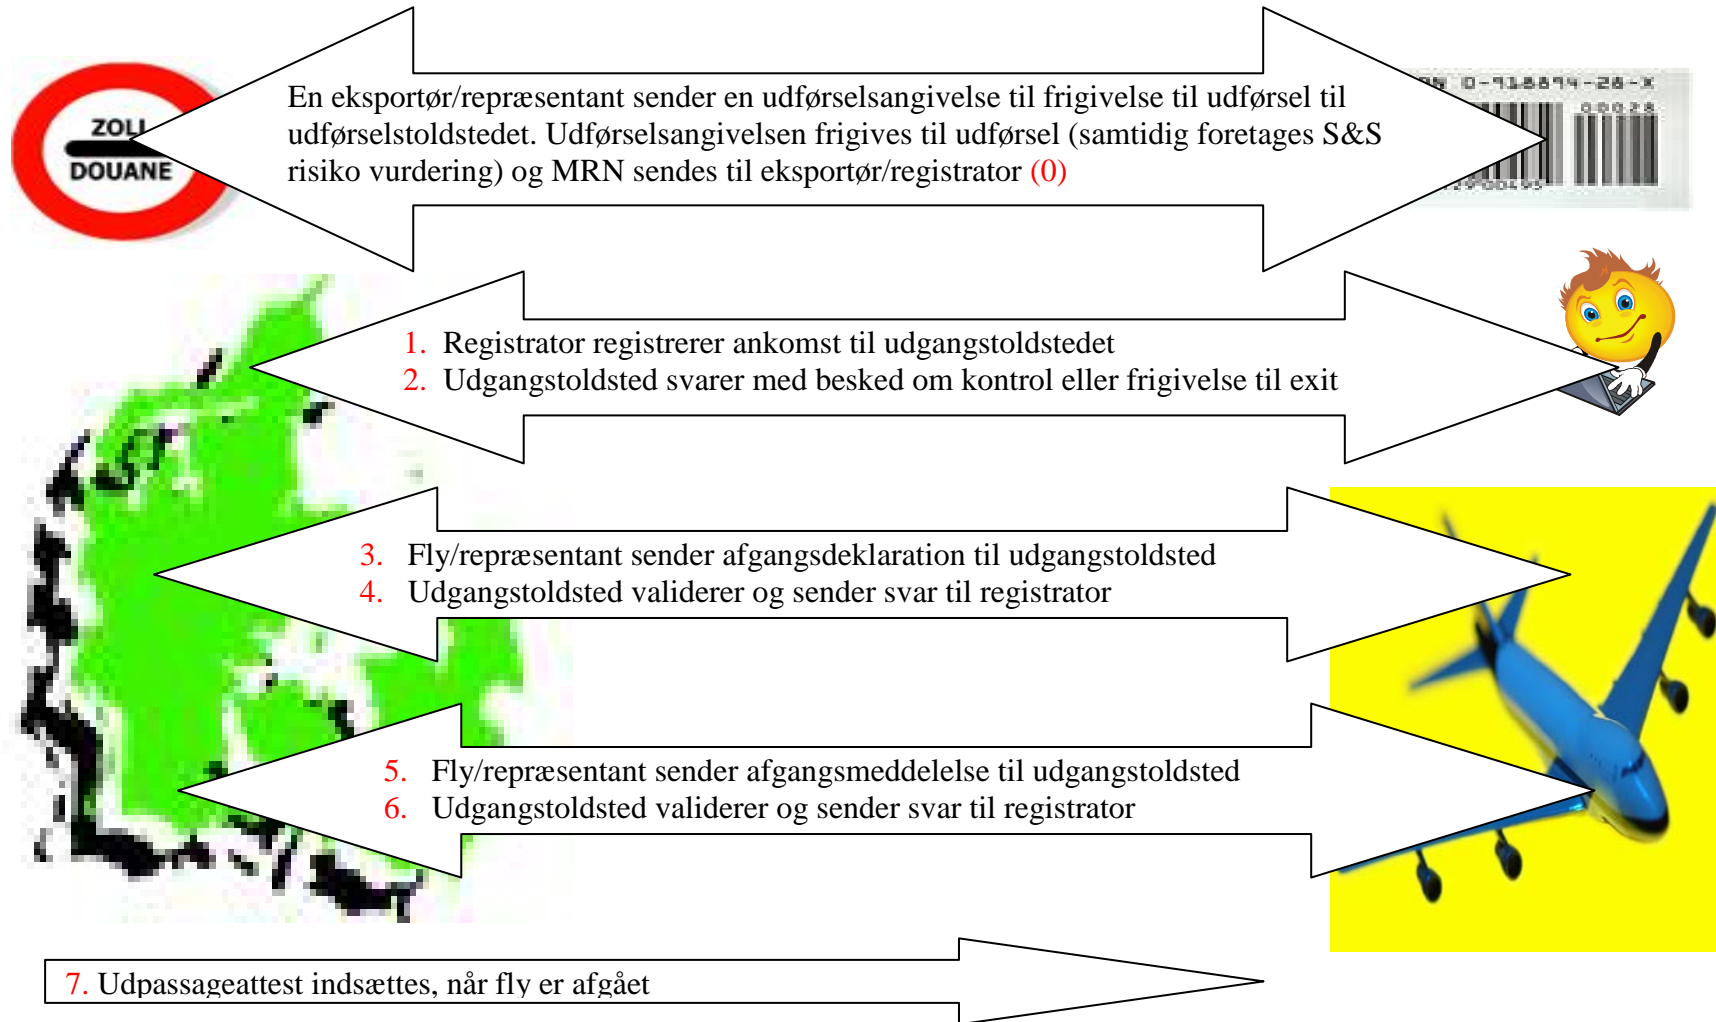 ZOLL
DOUANE
En eksportør/repræsentant sender en udførselsangivelse til frigivelse til udførsel til
udførselstoldstedet. Udførselsangivelsen frigives til udførsel (samtidig foretages S&S
risiko vurdering) og MRN sendes til eksportør/registrator (0)
0-918894-28-X
00028
1. Registrator registrerer ankomst til udgangstoldstedet
2. Udgangstoldsted svarer med besked om kontrol eller frigivelse til exit
3. Fly/repræsentant sender afgangsdeklaration til udgangstoldsted
4. Udgangstoldsted validerer og sender svar til registrator
5. Fly/repræsentant sender afgangsmeddelelse til udgangstoldsted
6. Udgangstoldsted validerer og sender svar til registrator
7. Udpassageattest indsættes, når fly er afgået